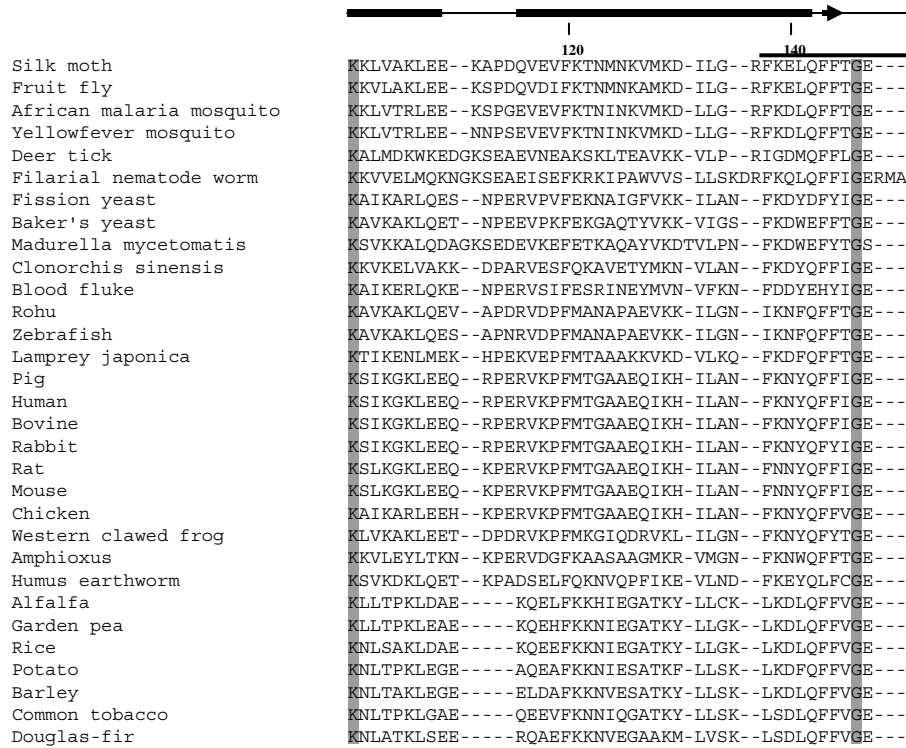 120 140
Silk moth KKLVAKLEE--KAPDQVEVFKTNMNKVMKD-ILG--RFKELQFFTGE---
Fruit fly KKVLAKLEE--KSPDQVDIFKTNMNKAMKD-ILG--RFKELQFFTGE---
African malaria mosquito KKLVTRLEE--KSPGEVEVFKTNINKVMKD-LLG--RFKDLQFFTGE---
Yellowfever mosquito KKLVTRLEE--NNPSEVEVFKTNINKVMKD-LLG--RFKDLQFFTGE---
Deer tick KALMDKWKEDGKSEAEVNEAKSKLTEAVKK-VLP--RIGDMQFFLGE---
Filarial nematode worm KKVVELMQKNGKSEAEISEFKRKIPAWVVS-LLSKDRFKQLQFFIGERMA
Fission yeast KAIKARLQES--NPERVPVFEKNAIGFVKK-ILAN--FKDYDFYIGE---
Baker's yeast KAVKAKLQET--NPEEVPKFEKGAQTYVKK-VIGS--FKDWEFFTGE---
Madurella mycetomatis KSVKKALQDAGKSEDEVKEFETKAQAYVKDTVLPN--FKDWEFYTGS---
Clonorchis sinensis KKVKELVAKK--DPARVESFQKAVETYMKN-VLAN--FKDYQFFIGE---
Blood fluke KAIKERLQKE--NPERVSIFESRINEYMVN-VFKN--FDDYEHYIGE---
Rohu KAVKAKLQEV--APDRVDPFMANAPAEVKK-ILGN--IKNFQFFTGE---
Zebrafish KAVKAKLQES--APNRVDPFMANAPAEVKK-ILGN--IKNFQFFTGE---
Lamprey japonica KTIKENLMEK--HPEKVEPFMTAAAKKVKD-VLKQ--FKDFQFFTGE---
Pig KSIKGKLEEQ--RPERVKPFMTGAAEQIKH-ILAN--FKNYQFFIGE---
Human KSIKGKLEEQ--RPERVKPFMTGAAEQIKH-ILAN--FKNYQFFIGE---
Bovine KSIKGKLEEQ--RPERVKPFMTGAAEQIKH-ILAN--FKNYQFFIGE---
Rabbit KSIKGKLEEQ--RPERVKPFMTGAAEQIKH-ILAN--FKNYQFYIGE---
Rat KSLKGKLEEQ--KPERVKPFMTGAAEQIKH-ILAN--FNNYQFFIGE---
Mouse KSLKGKLEEQ--KPERVKPFMTGAAEQIKH-ILAN--FNNYQFFIGE---
Chicken KAIKARLEEH--KPERVKPFMTGAAEQIKH-ILAN--FKNYQFFVGE---
Western clawed frog KLVKAKLEET--DPDRVKPFMKGIQDRVKL-ILGN--FKNYQFYTGE---
Amphioxus KKVLEYLTKN--KPERVDGFKAASAAGMKR-VMGN--FKNWQFFTGE---
Humus earthworm KSVKDKLQET--KPADSELFQKNVQPFIKE-VLND--FKEYQLFCGE---
Alfalfa KLLTPKLDAE-----KQELFKKHIEGATKY-LLCK--LKDLQFFVGE---
Garden pea KLLTPKLEAE-----KQEHFKKNIEGATKY-LLGK--LKDLQFFVGE---
Rice KNLSAKLDAE-----KQEEFKKNIEGATKY-LLGK--LKDLQFFVGE---
Potato KNLTPKLEGE-----AQEAFKKNIESATKF-LLSK--LKDFQFFVGE---
Barley KNLTAKLEGE-----ELDAFKKNVESATKY-LLSK--LKDLQFFVGE---
Common tobacco KNLTPKLGAE-----QEEVFKNNIQGATKY-LLSK--LSDLQFFVGE---
Douglas-fir KNLATKLSEE-----RQAEFKKNVEGAAKM-LVSK--LSDLQFFVGE---